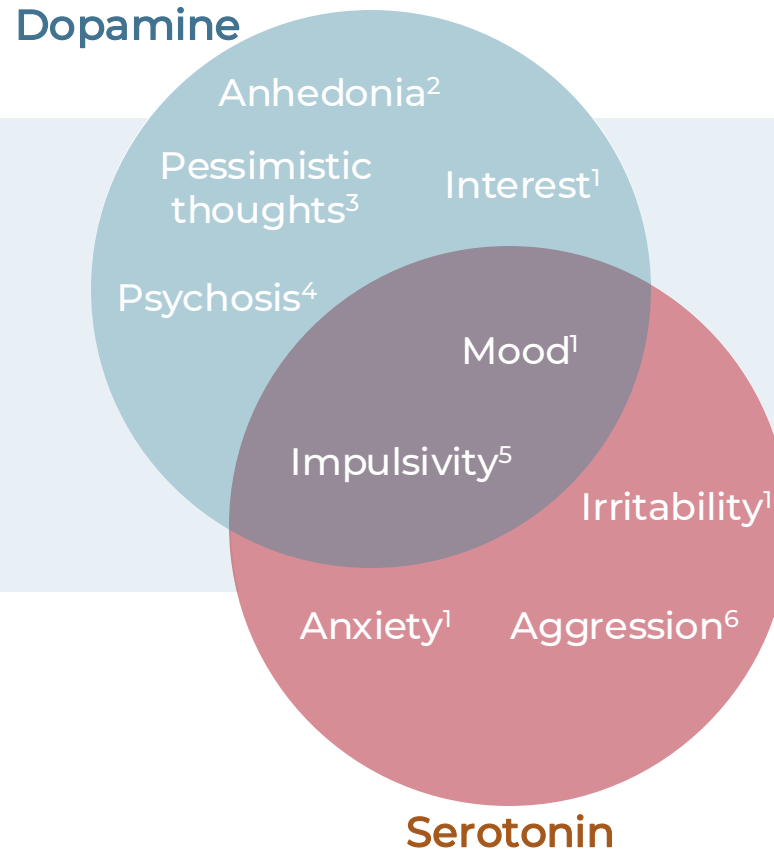 Dopamine
Anhedonia²
Pessimistic
thoughts³
Interest¹
Psychosis⁴
Mood¹
Impulsivity⁵
Irritability¹
Anxiety¹
Aggression⁶
Serotonin